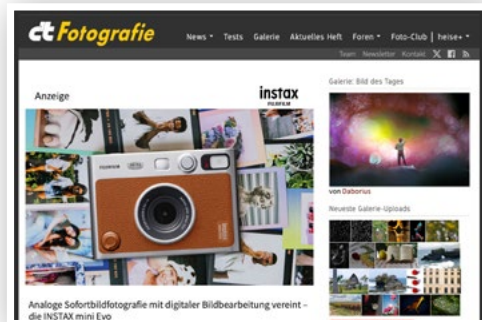 c't Fotografie
News Tests Galerie Aktuelles Heft Foren Foto-Club | heise+
Team Newsletter Kontakt
Anzeige
instax
FUJIFILM
Galerie: Bild des Tages
FUJIFILM
von Daborius
Neueste Galerie-Uploads
Analoge Sofortbildfotografie mit digitaler Bildbearbeitung vereint –
die INSTAX mini Evo